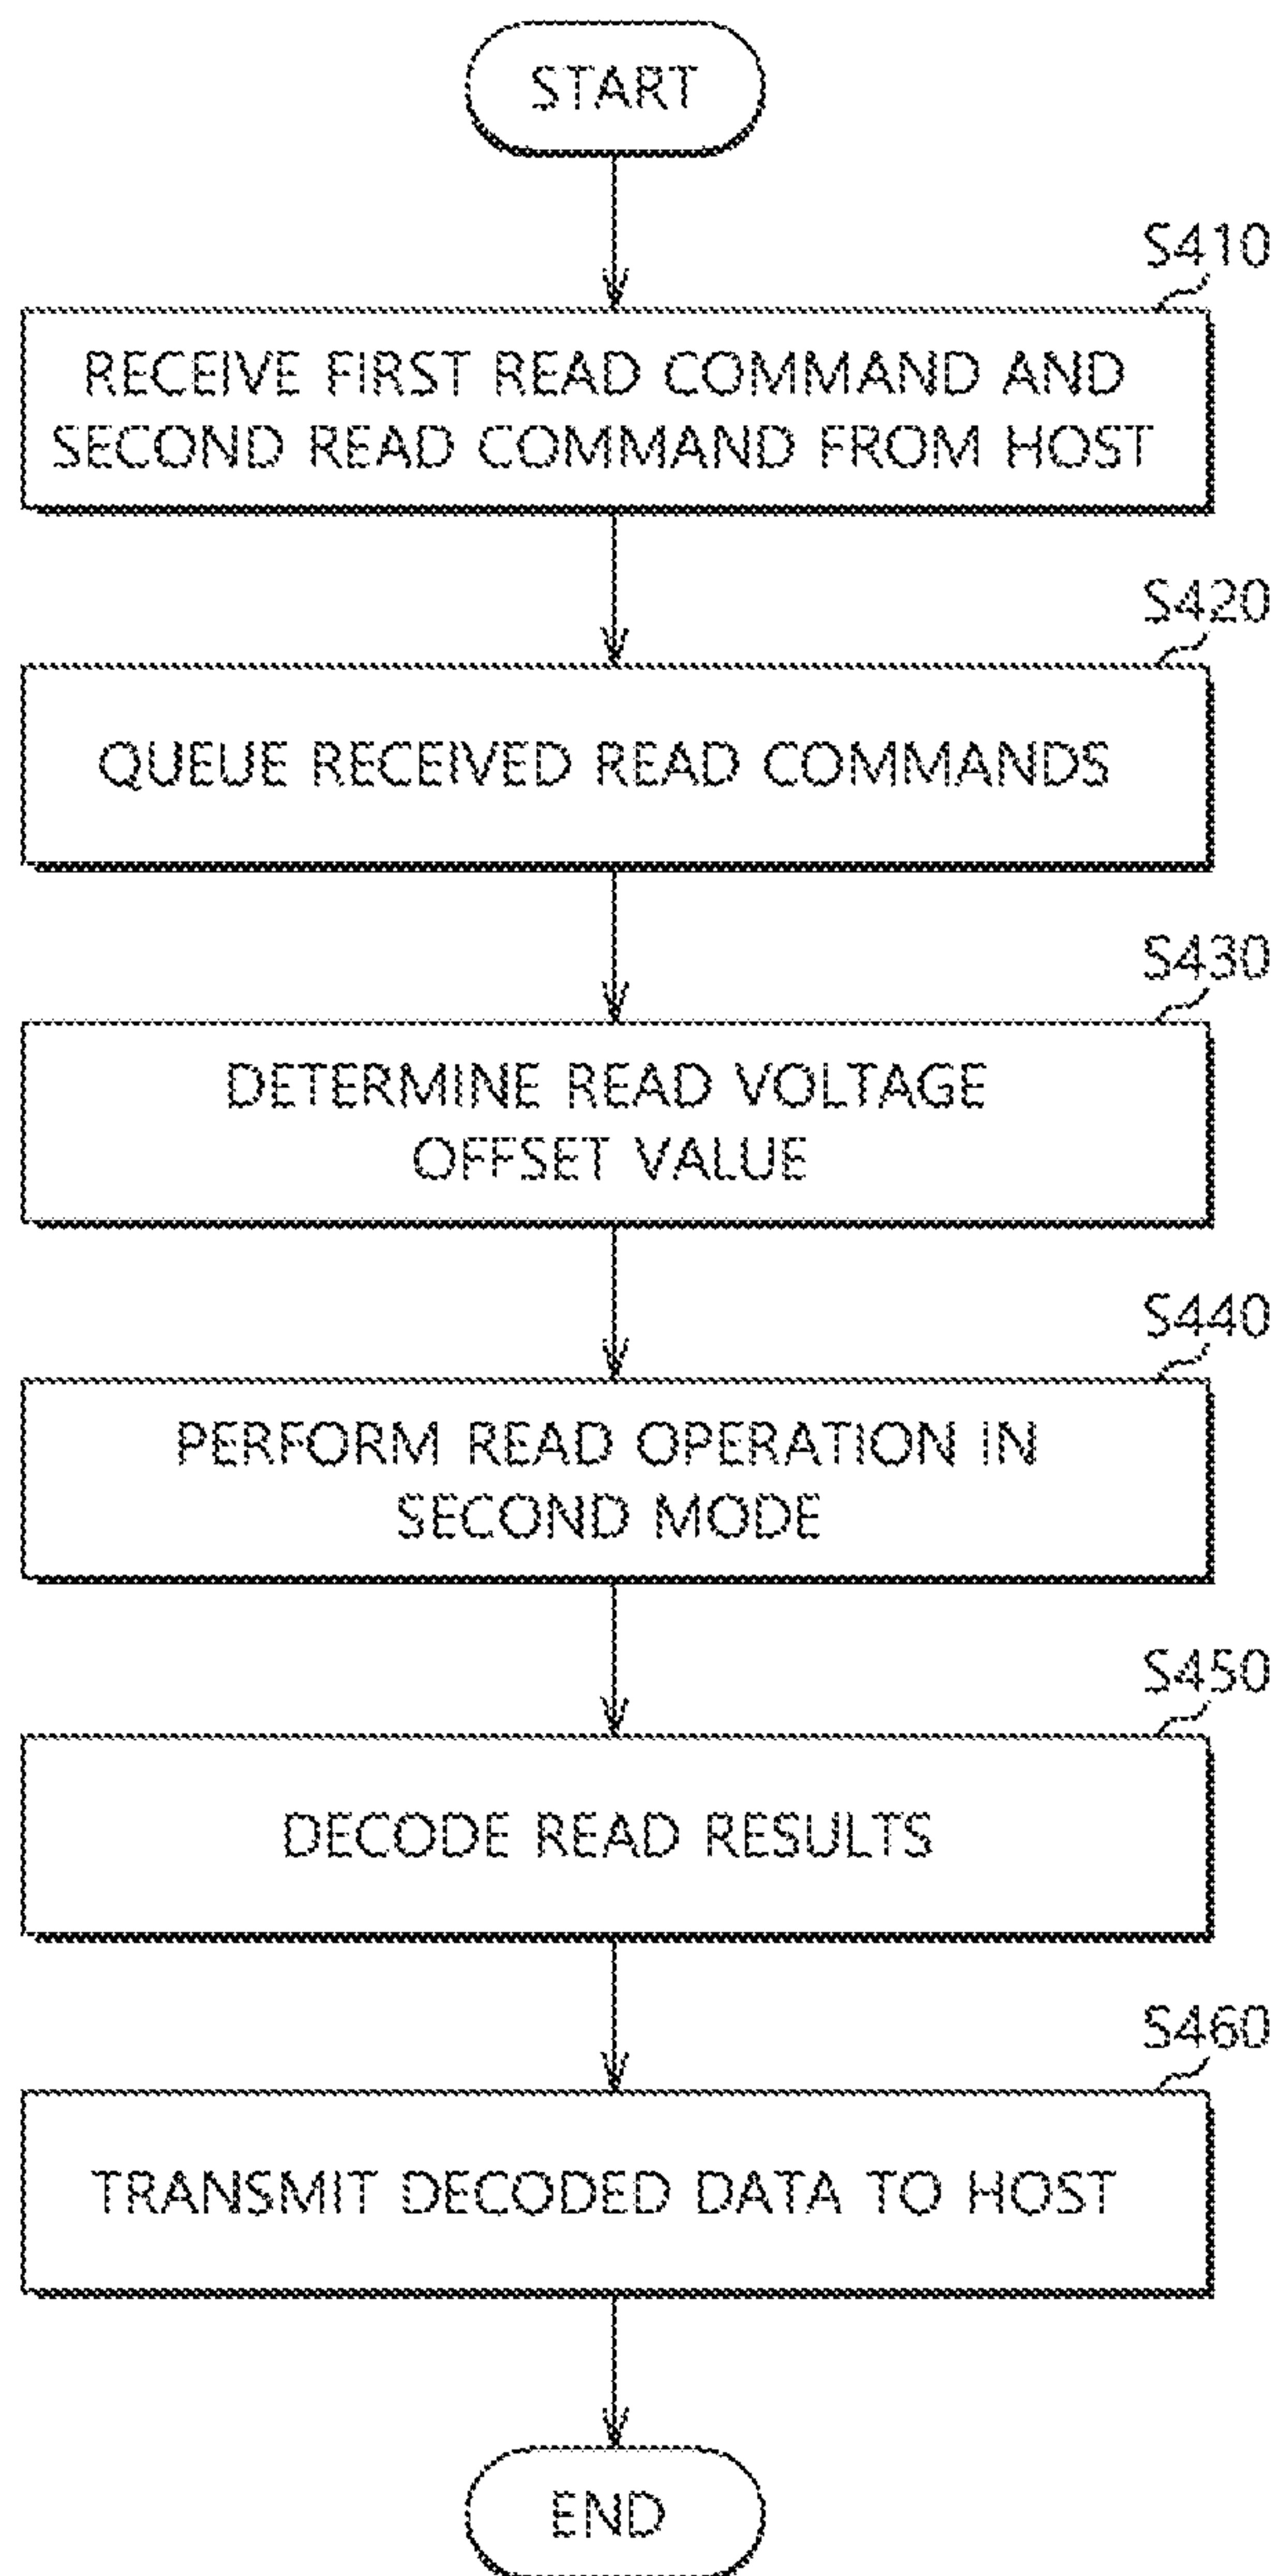 START
S410
RECEIVE FIRST READ COMMAND AND
SECOND READ COMMAND FROM HOST
S420
QUEUE RECEIVED READ COMMANDS
S430
DETERMINE READ VOLTAGE
OFFSET VALUE
S440
PERFORM READ OPERATION IN
SECOND MODE
S450
DECODE READ RESULTS
S460
TRANSMIT DECODED DATA TO HOST
END